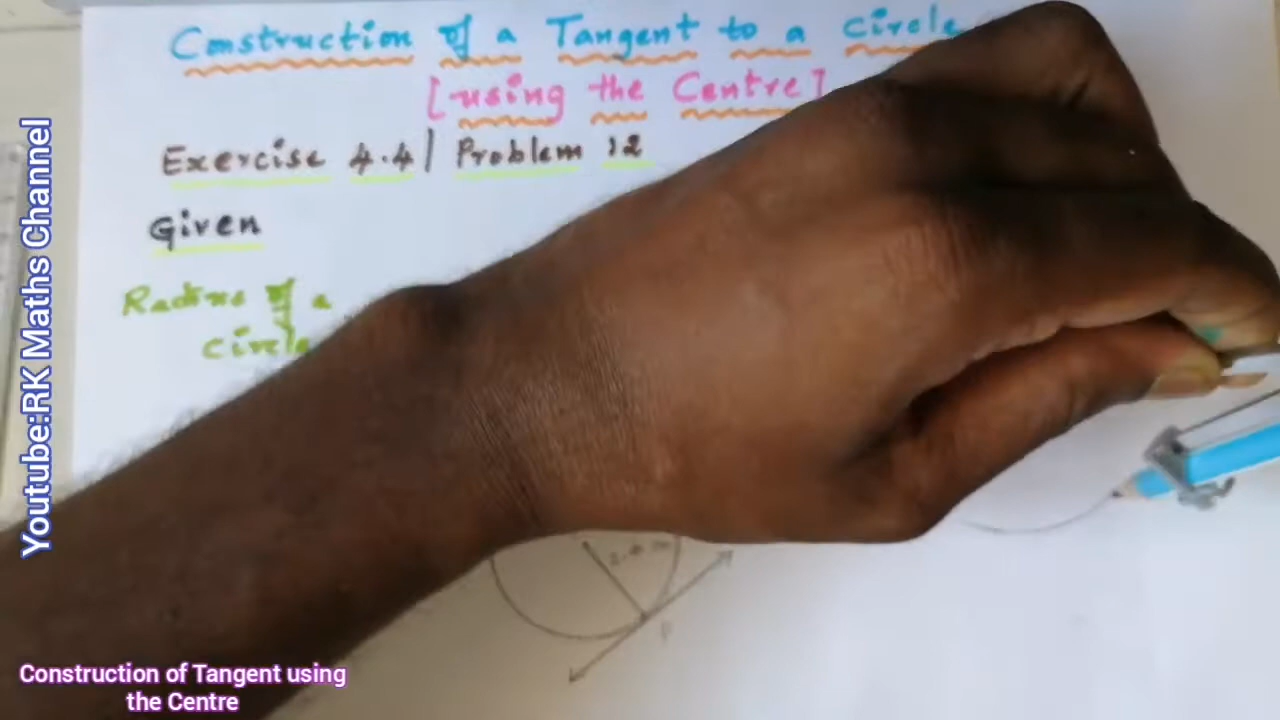 Construction of a Tangent to a Circle
[using the Centre]
Exercise 4.4 | Problem 12
Given
Radius of a
circle
P
Youtube:RK Maths Channel
Construction of Tangent using
the Centre